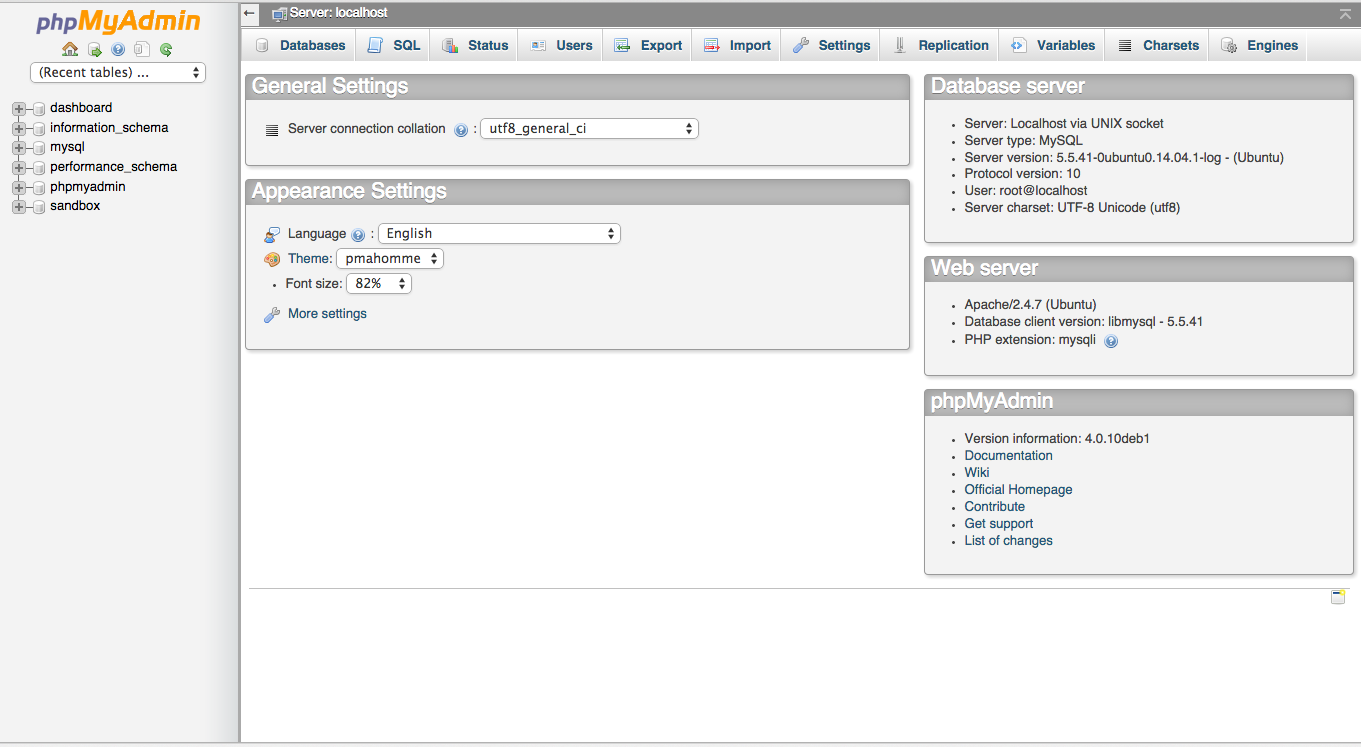 phpMyAdmin
(Recent tables) ...
dashboard
information_schema
mysql
performance_schema
phpmyadmin
sandbox
Server: localhost
Databases SQL Status Users Export Import Settings Replication Variables Charsets Engines
General Settings
Server connection collation : utf8_general_ci
Appearance Settings
Language : English
Theme: pmahomme
Font size: 82%
More settings
Database server
Server: Localhost via UNIX socket
Server type: MySQL
Server version: 5.5.41-0ubuntu0.14.04.1-log - (Ubuntu)
Protocol version: 10
User: root@localhost
Server charset: UTF-8 Unicode (utf8)
Web server
Apache/2.4.7 (Ubuntu)
Database client version: libmysql - 5.5.41
PHP extension: mysqli
phpMyAdmin
Version information: 4.0.10deb1
Documentation
Wiki
Official Homepage
Contribute
Get support
List of changes